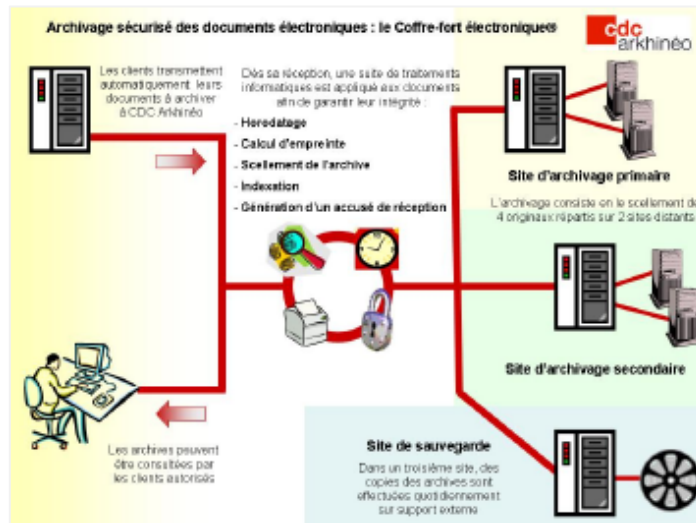 Archivage sécurisé des documents électroniques : le Coffre-fort électronique®
cdc
arkhinéo
Les clients transmettent
automatiquement leurs
documents à archiver
à CDC Arkhinéo
Dès sa réception, une suite de traitements
informatiques est appliqué aux documents
afin de garantir leur intégrité :
- Horodatage
- Calcul d'empreinte
- Scellement de l'archive
- Indexation
- Génération d'un accusé de réception
Site d'archivage primaire
L'archivage consiste en le scellement de
4 originaux répartis sur 2 sites distants
Site d'archivage secondaire
Les archives peuvent
être consultées par
les clients autorisés
Site de sauvegarde
Dans un troisième site, des
copies des archives sont
effectuées quotidiennement
sur support externe